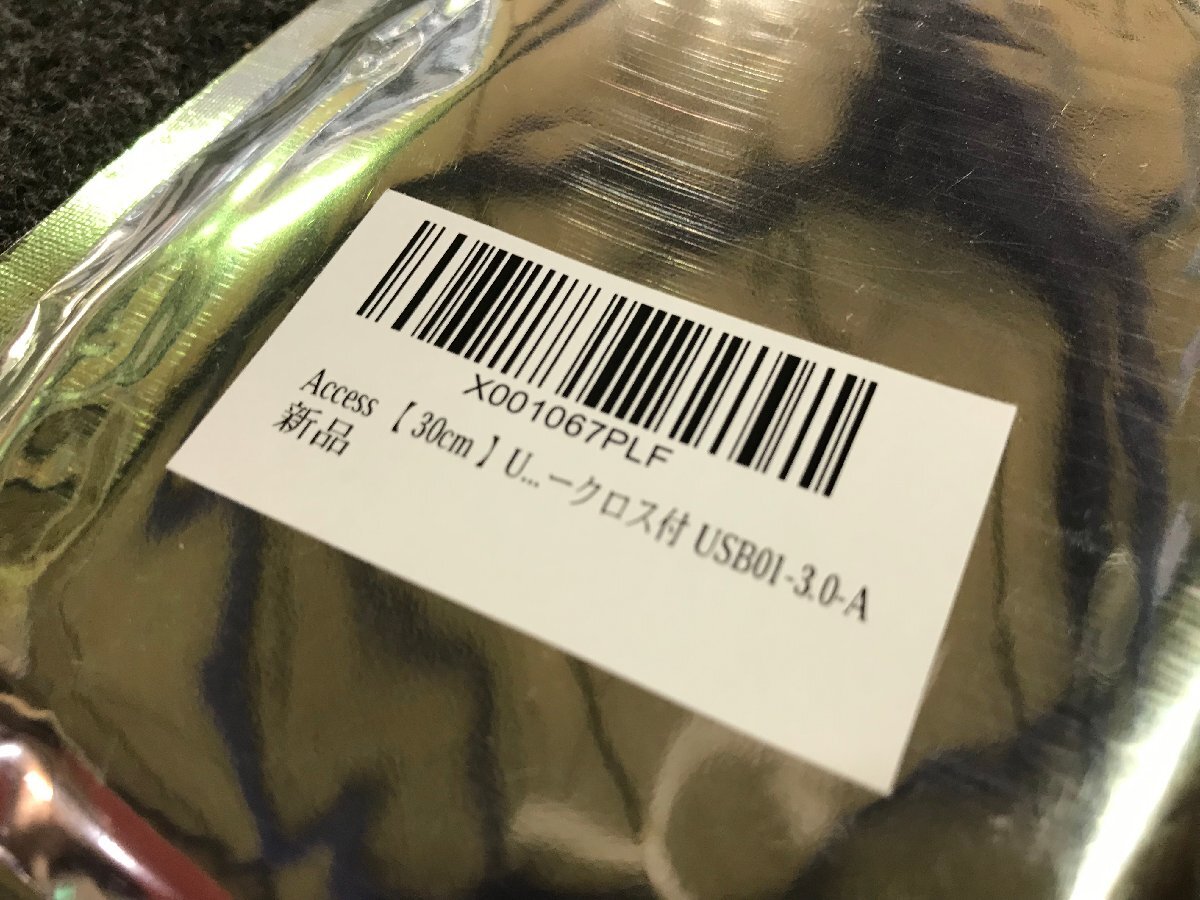 X001067PLF
Access 【 30cm 】 U...ークロス付 USB01-3.0-A
新品